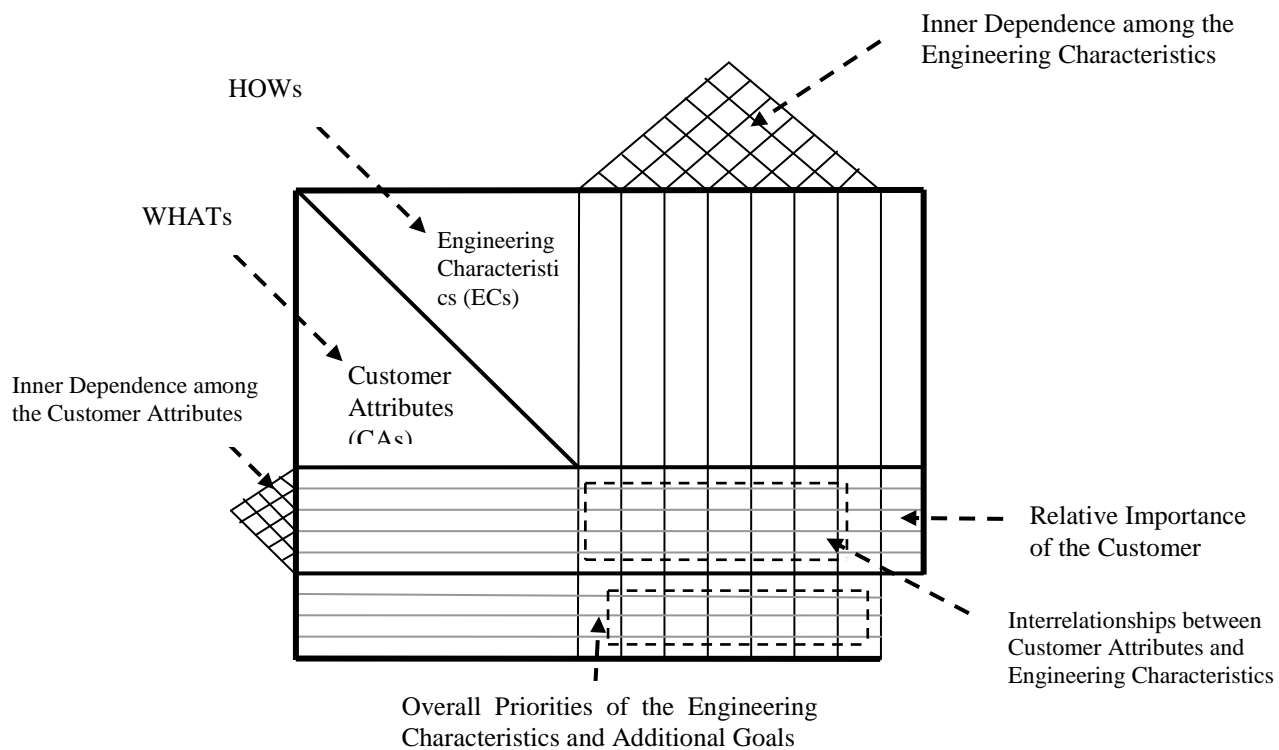 Inner Dependence among the
Engineering Characteristics
HOWs
WHATs
Engineering
Characteristi
cs (ECs)
Inner Dependence among
the Customer Attributes
Customer
Attributes
(CAs)
Relative Importance
of the Customer
Interrelationships between
Customer Attributes and
Engineering Characteristics
Overall Priorities of the Engineering
Characteristics and Additional Goals